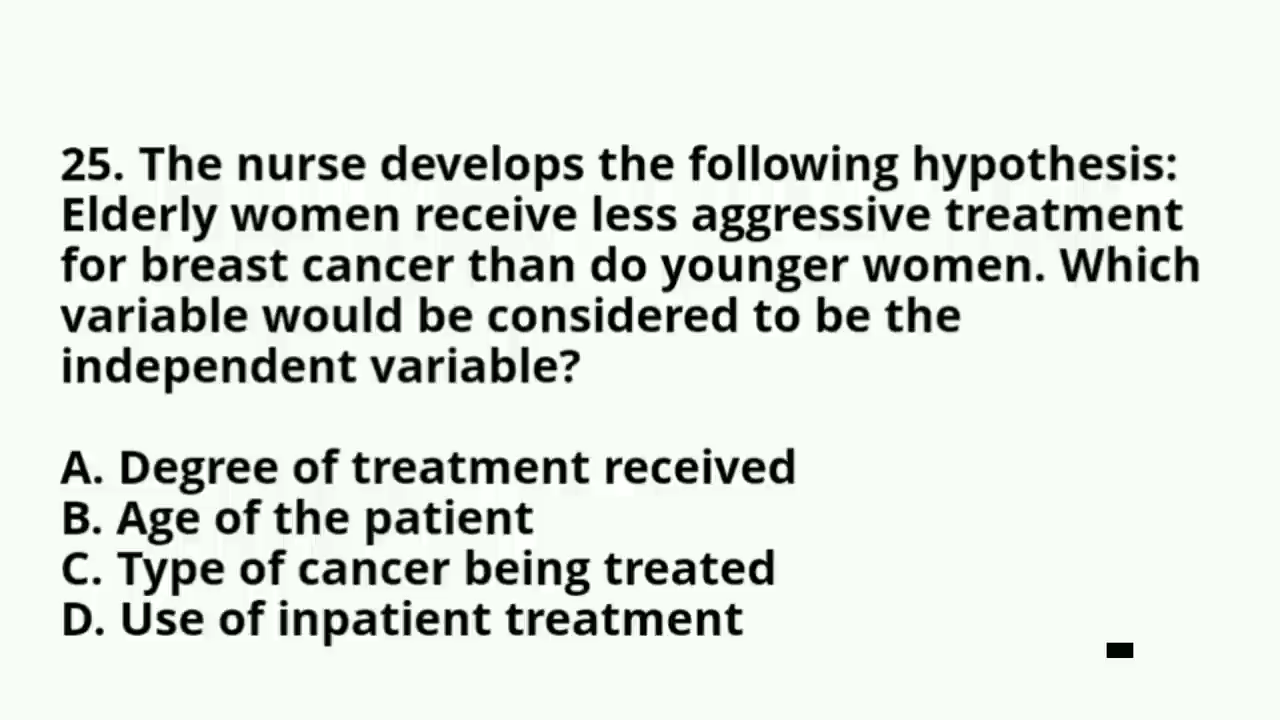 25. The nurse develops the following hypothesis:
Elderly women receive less aggressive treatment
for breast cancer than do younger women. Which
variable would be considered to be the
independent variable?
A. Degree of treatment received
B. Age of the patient
C. Type of cancer being treated
D. Use of inpatient treatment